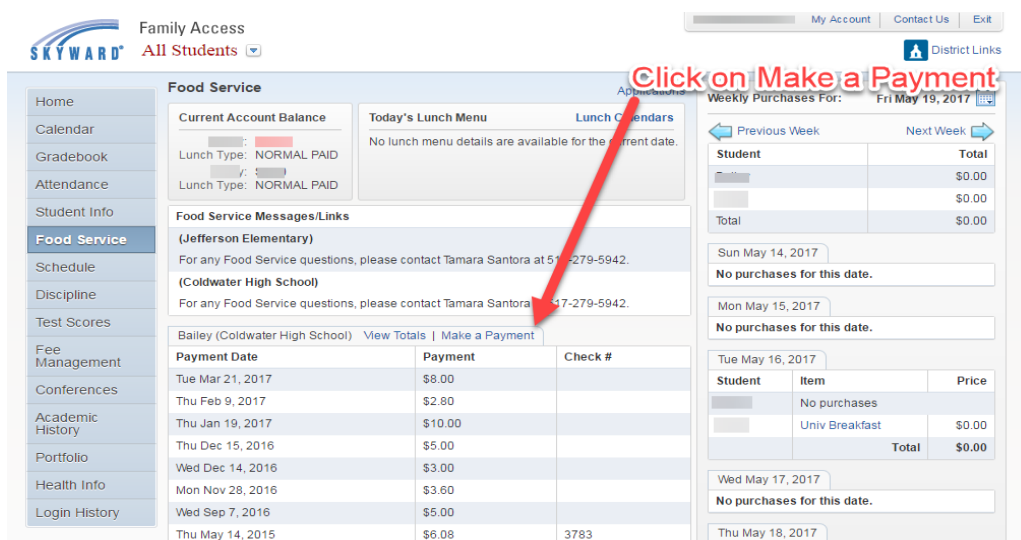 Family Access
SKYWARD
All Students
My Account
Contact Us
Exit
District Links
Click on Make a Payment
Home
Calendar
Gradebook
Attendance
Student Info
Food Service
Schedule
Discipline
Test Scores
Fee
Management
Conferences
Academic
History
Portfolio
Health Info
Login History
Food Service
Applications
Current Account Balance
Lunch Type: NORMAL PAID
Lunch Type: NORMAL PAID
Today's Lunch Menu
Lunch Calendars
No lunch menu details are available for the current date.
Food Service Messages/Links
(Jefferson Elementary)
For any Food Service questions, please contact Tamara Santora at 517-279-5942.
(Coldwater High School)
For any Food Service questions, please contact Tamara Santora 517-279-5942.
Bailey (Coldwater High School) View Totals | Make a Payment
Payment Date Payment Check #
Tue Mar 21, 2017 $8.00
Thu Feb 9, 2017 $2.80
Thu Jan 19, 2017 $10.00
Thu Dec 15, 2016 $5.00
Wed Dec 14, 2016 $3.00
Mon Nov 28, 2016 $3.60
Wed Sep 7, 2016 $5.00
Thu May 14, 2015 $6.08 3783
Weekly Purchases For: Fri May 19, 2017
Previous Week Next Week
Student Total
$0.00
$0.00
Total $0.00
Sun May 14, 2017
No purchases for this date.
Mon May 15, 2017
No purchases for this date.
Tue May 16, 2017
Student Item Price
No purchases
Univ Breakfast $0.00
Total $0.00
Wed May 17, 2017
No purchases for this date.
Thu May 18, 2017